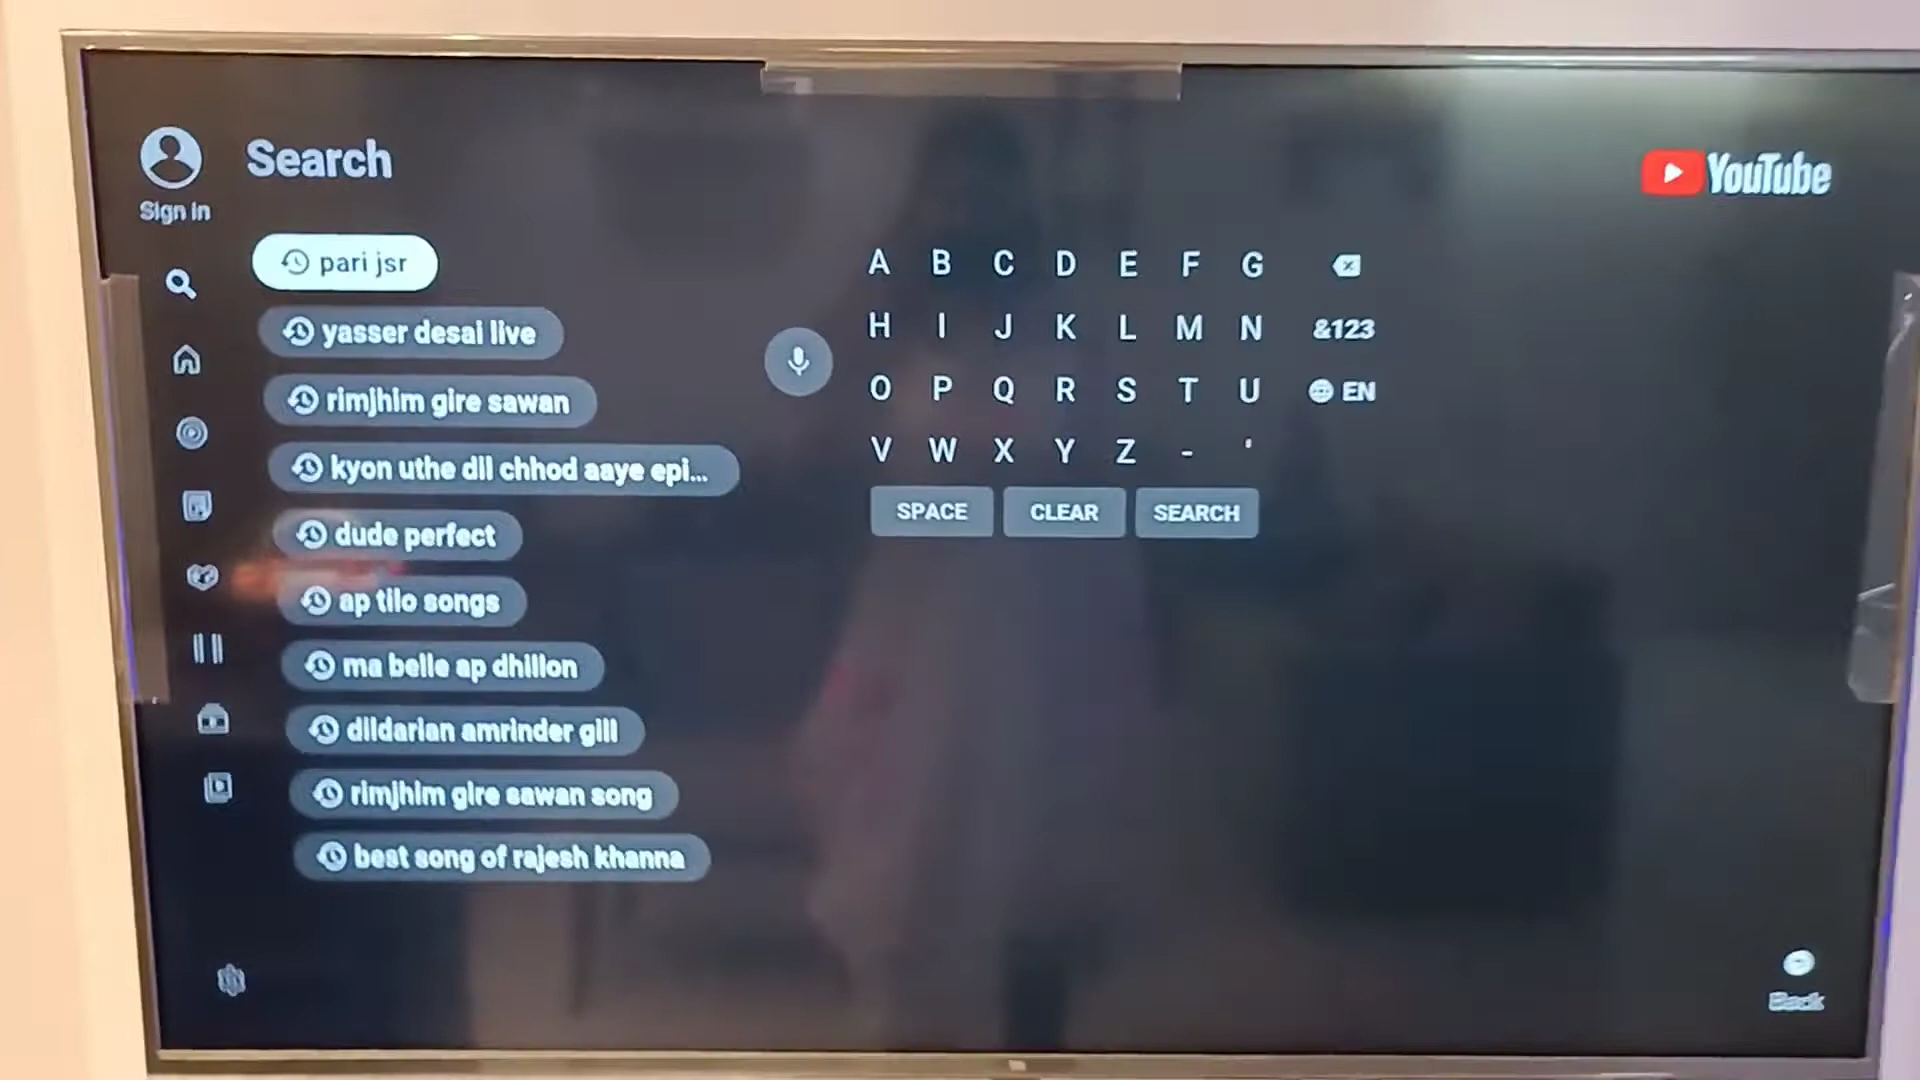 Search
YouTube
Sign in
pari jsr
yasser desai live
rimjhim gire sawan
kyon uthe dil chhod aaye epi...
dude perfect
ap tilo songs
ma belle ap dhillon
dildarian amrinder gill
rimjhim gire sawan song
best song of rajesh khanna
A B C D E F G
H I J K L M N &123
O P Q R S T U EN
V W X Y Z - '
SPACE CLEAR SEARCH
Back